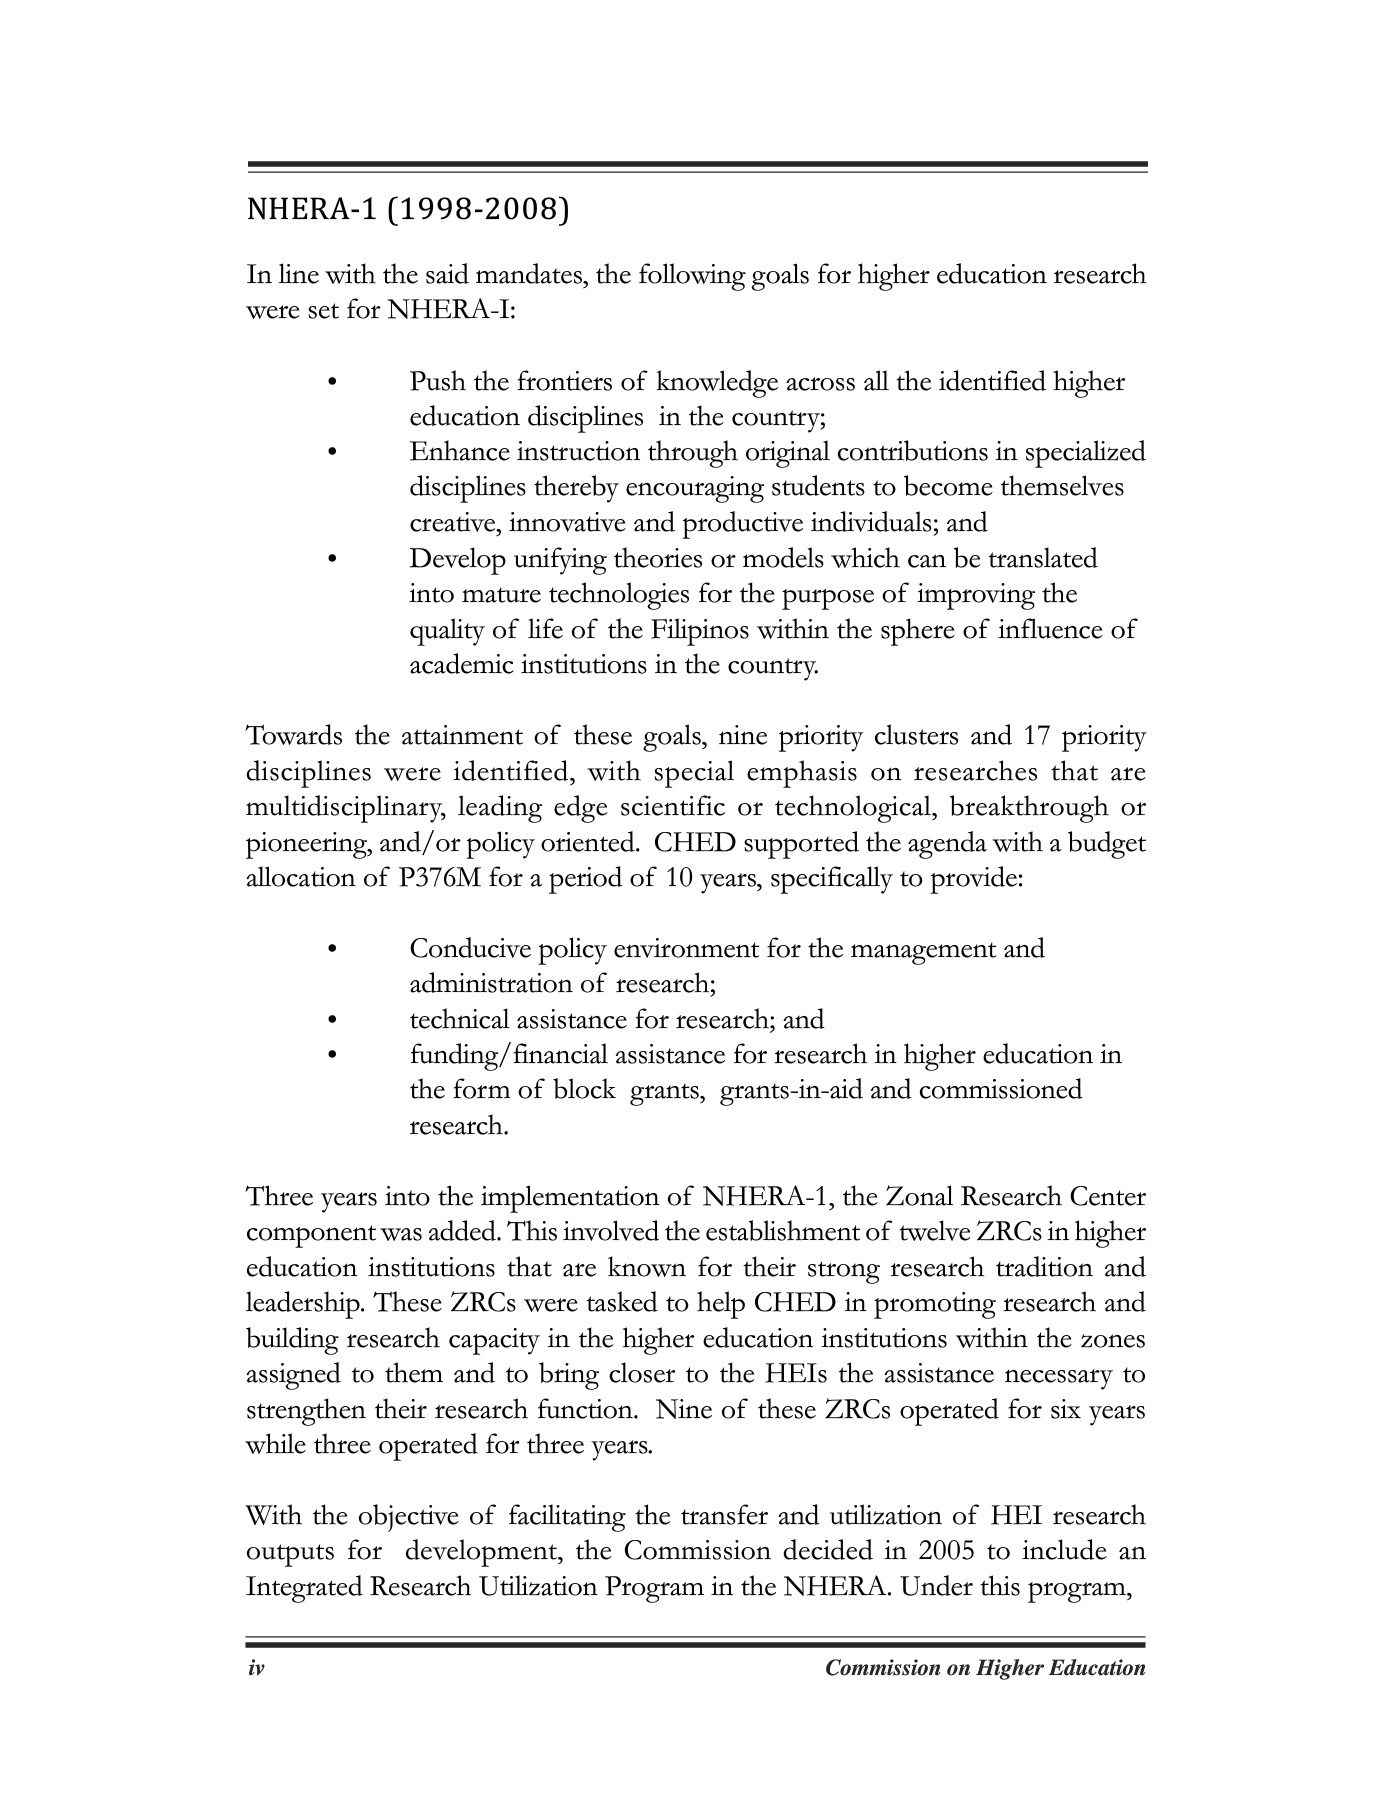 NHERA-1 (1998-2008)
In line with the said mandates, the following goals for higher education research
were set for NHERA-I:
• Push the frontiers of knowledge across all the identified higher
education disciplines in the country;
• Enhance instruction through original contributions in specialized
disciplines thereby encouraging students to become themselves
creative, innovative and productive individuals; and
• Develop unifying theories or models which can be translated
into mature technologies for the purpose of improving the
quality of life of the Filipinos within the sphere of influence of
academic institutions in the country.
Towards the attainment of these goals, nine priority clusters and 17 priority
disciplines were identified, with special emphasis on researches that are
multidisciplinary, leading edge scientific or technological, breakthrough or
pioneering, and/or policy oriented. CHED supported the agenda with a budget
allocation of P376M for a period of 10 years, specifically to provide:
• Conducive policy environment for the management and
administration of research;
• technical assistance for research; and
• funding/financial assistance for research in higher education in
the form of block grants, grants-in-aid and commissioned
research.
Three years into the implementation of NHERA-1, the Zonal Research Center
component was added. This involved the establishment of twelve ZRCs in higher
education institutions that are known for their strong research tradition and
leadership. These ZRCs were tasked to help CHED in promoting research and
building research capacity in the higher education institutions within the zones
assigned to them and to bring closer to the HEIs the assistance necessary to
strengthen their research function. Nine of these ZRCs operated for six years
while three operated for three years.
With the objective of facilitating the transfer and utilization of HEI research
outputs for development, the Commission decided in 2005 to include an
Integrated Research Utilization Program in the NHERA. Under this program,
iv Commission on Higher Education